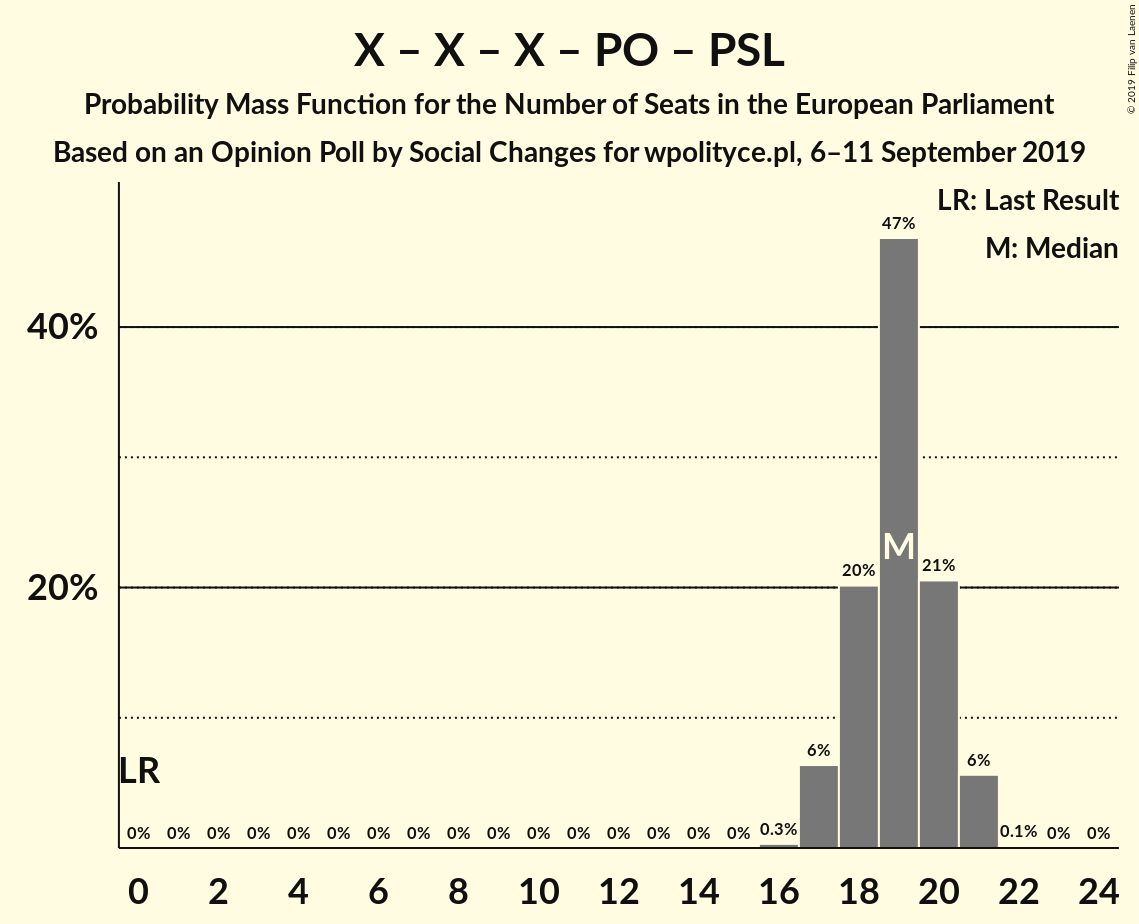 X – X – X – PO – PSL
Probability Mass Function for the Number of Seats in the European Parliament
Based on an Opinion Poll by Social Changes for wpolityce.pl, 6–11 September 2019
© 2019 Filip van Laenen
LR: Last Result
M: Median
47%
40%
M
20% 21%
20%
6% 6%
LR
0% 0% 0% 0% 0% 0% 0% 0% 0% 0% 0% 0% 0% 0% 0% 0% 0.3% 0.1% 0% 0%
0 2 4 6 8 10 12 14 16 18 20 22 24